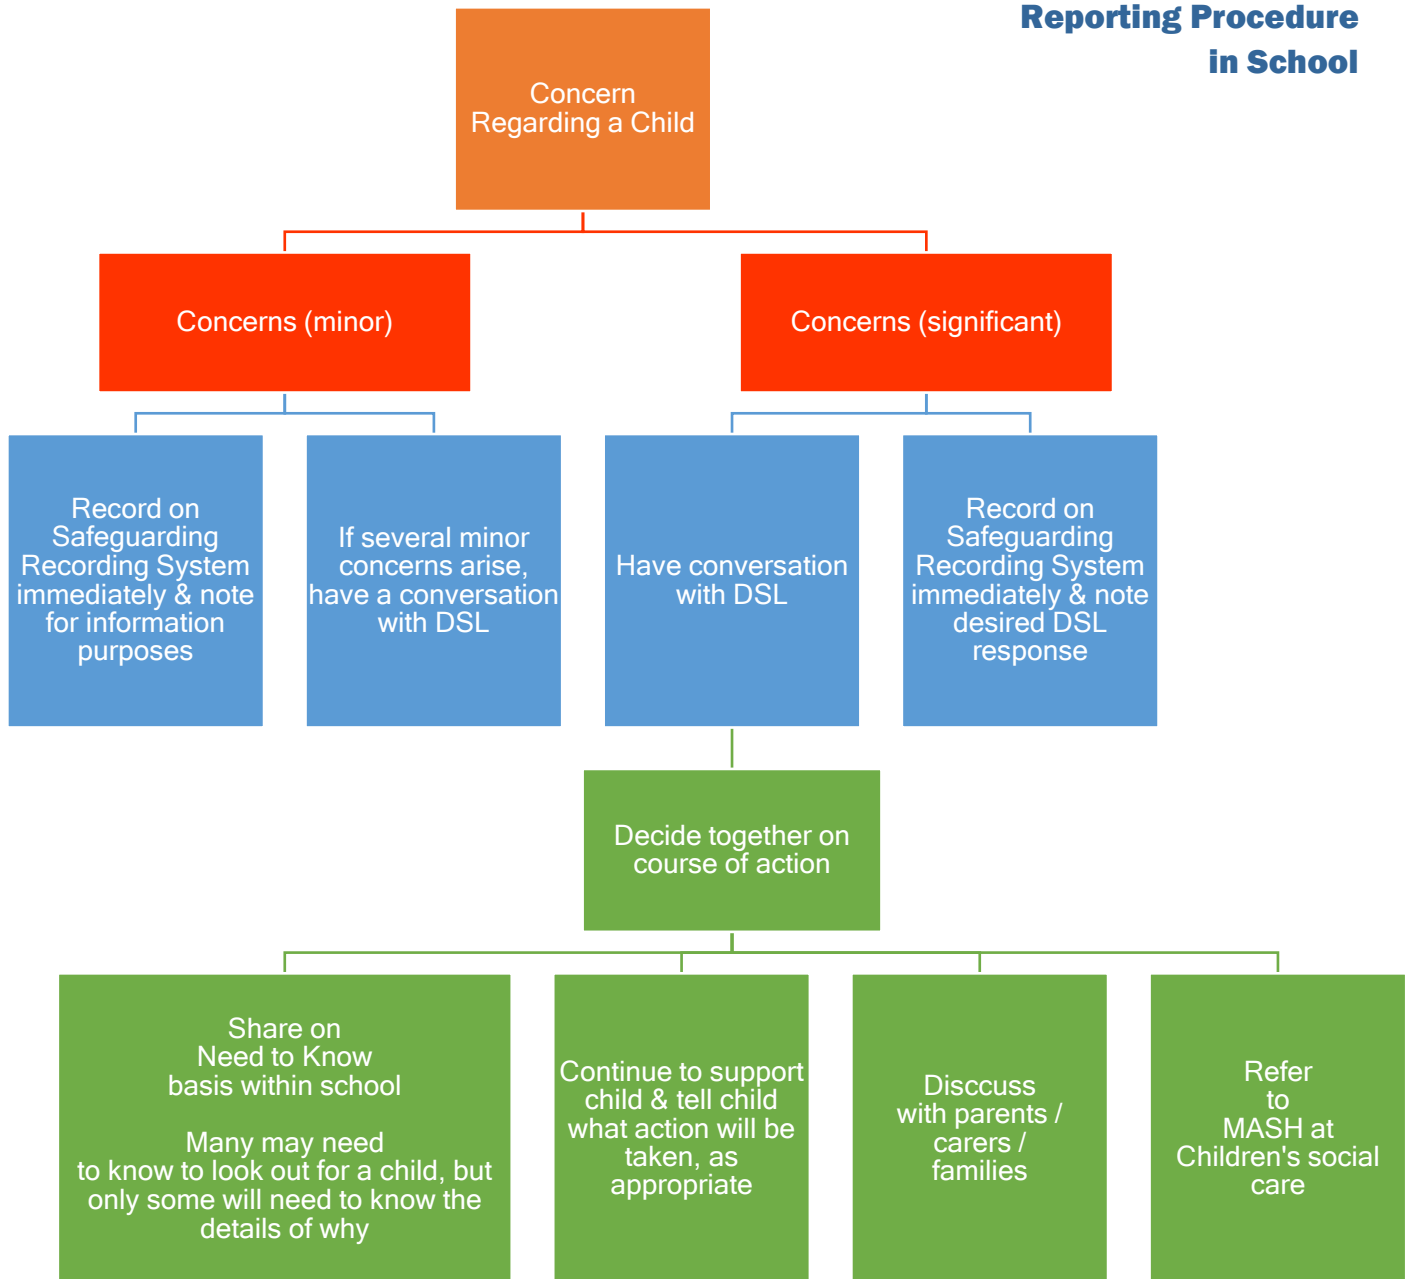 Reporting Procedure
in School
Concern
Regarding a Child
Concerns (minor)
Concerns (significant)
Record on
Safeguarding
Recording System
immediately & note
for information
purposes
If several minor
concerns arise,
have a conversation
with DSL
Have conversation
with DSL
Record on
Safeguarding
Recording System
immediately & note
desired DSL
response
Decide together on
course of action
Share on
Need to Know
basis within school
Many may need
to know to look out for a child, but
only some will need to know the
details of why
Continue to support
child & tell child
what action will be
taken, as
appropriate
Disccuss
with parents /
carers /
families
Refer
to
MASH at
Children's social
care